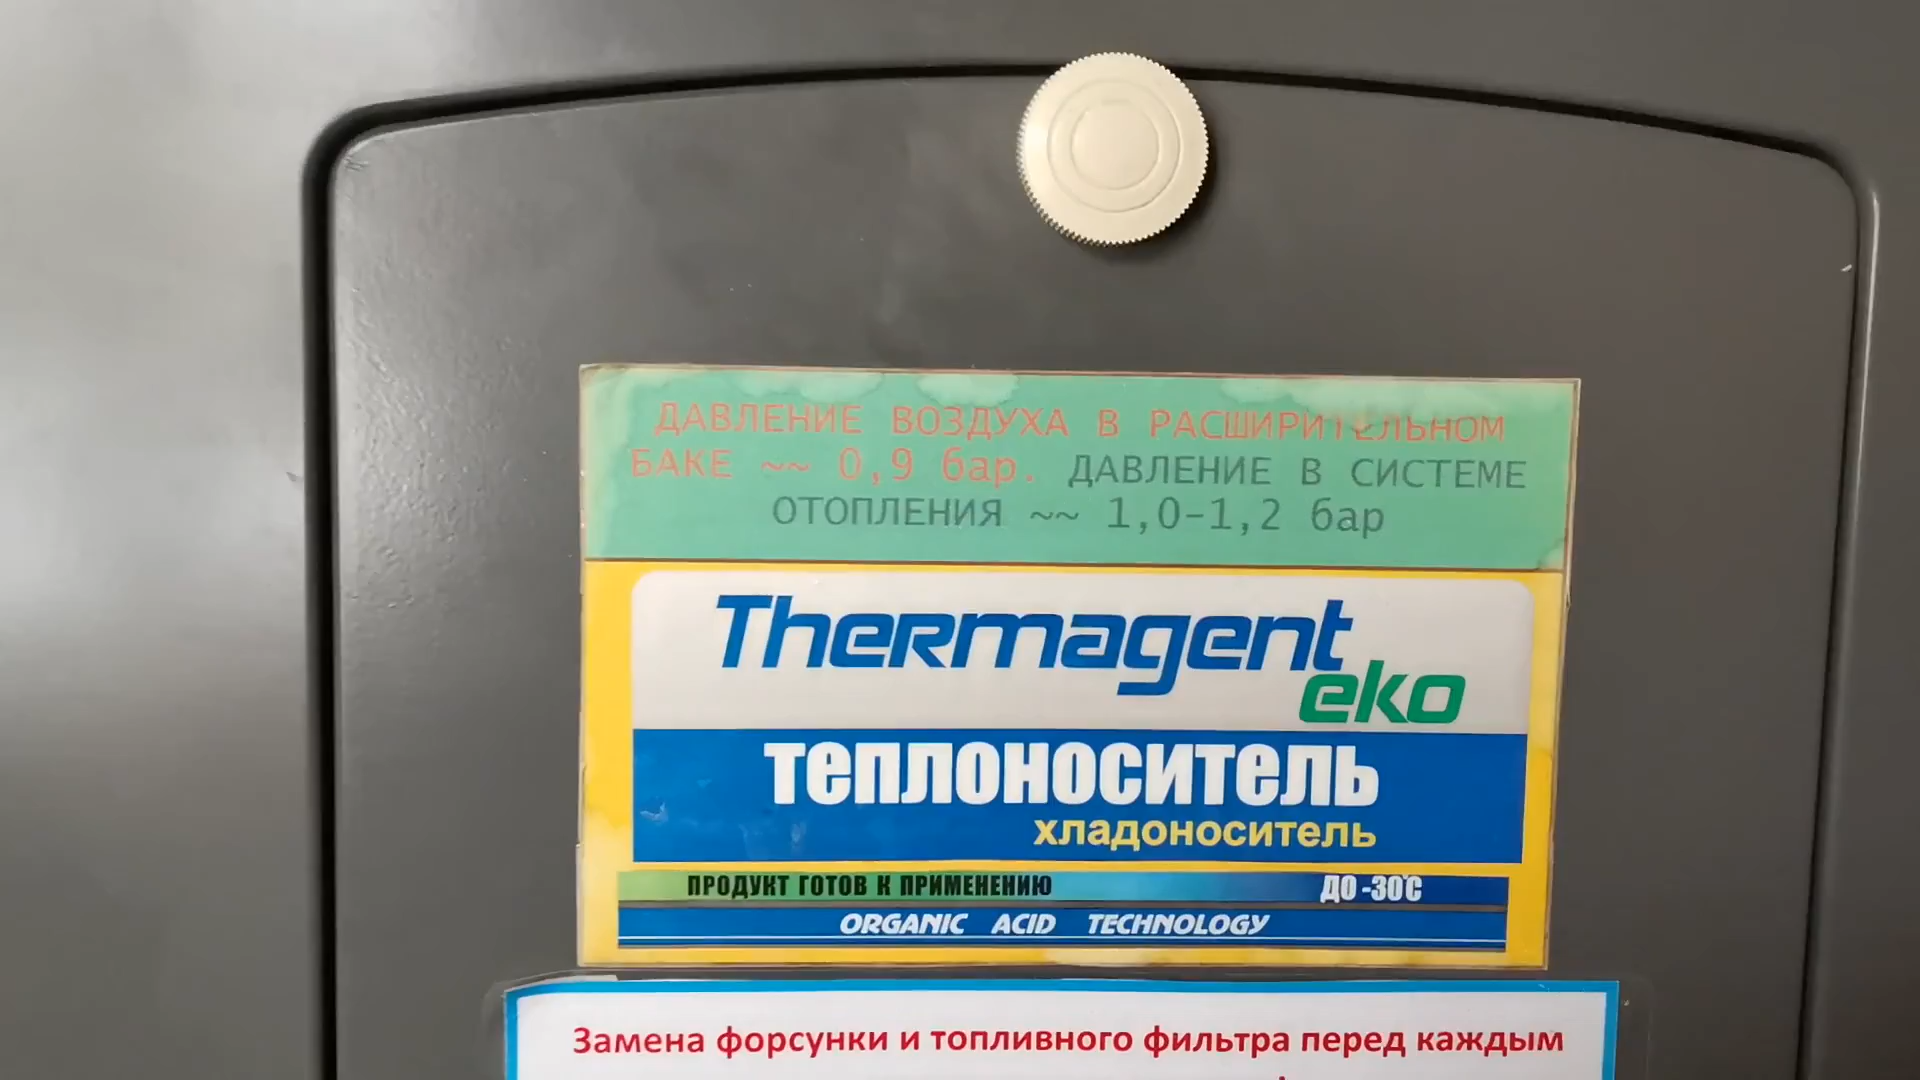 ДАВЛЕНИЕ ВОЗДУХА В РАСШИРИТЕЛЬНОМ
БАКЕ ~~ 0,9 бар. ДАВЛЕНИЕ В СИСТЕМЕ
ОТОПЛЕНИЯ ~~ 1,0-1,2 бар
Thermagent
eko
теплоноситель
хладоноситель
ПРОДУКТ ГОТОВ К ПРИМЕНЕНИЮ ДО -30°С
ORGANIC ACID TECHNOLOGY
Замена форсунки и топливного фильтра перед каждым